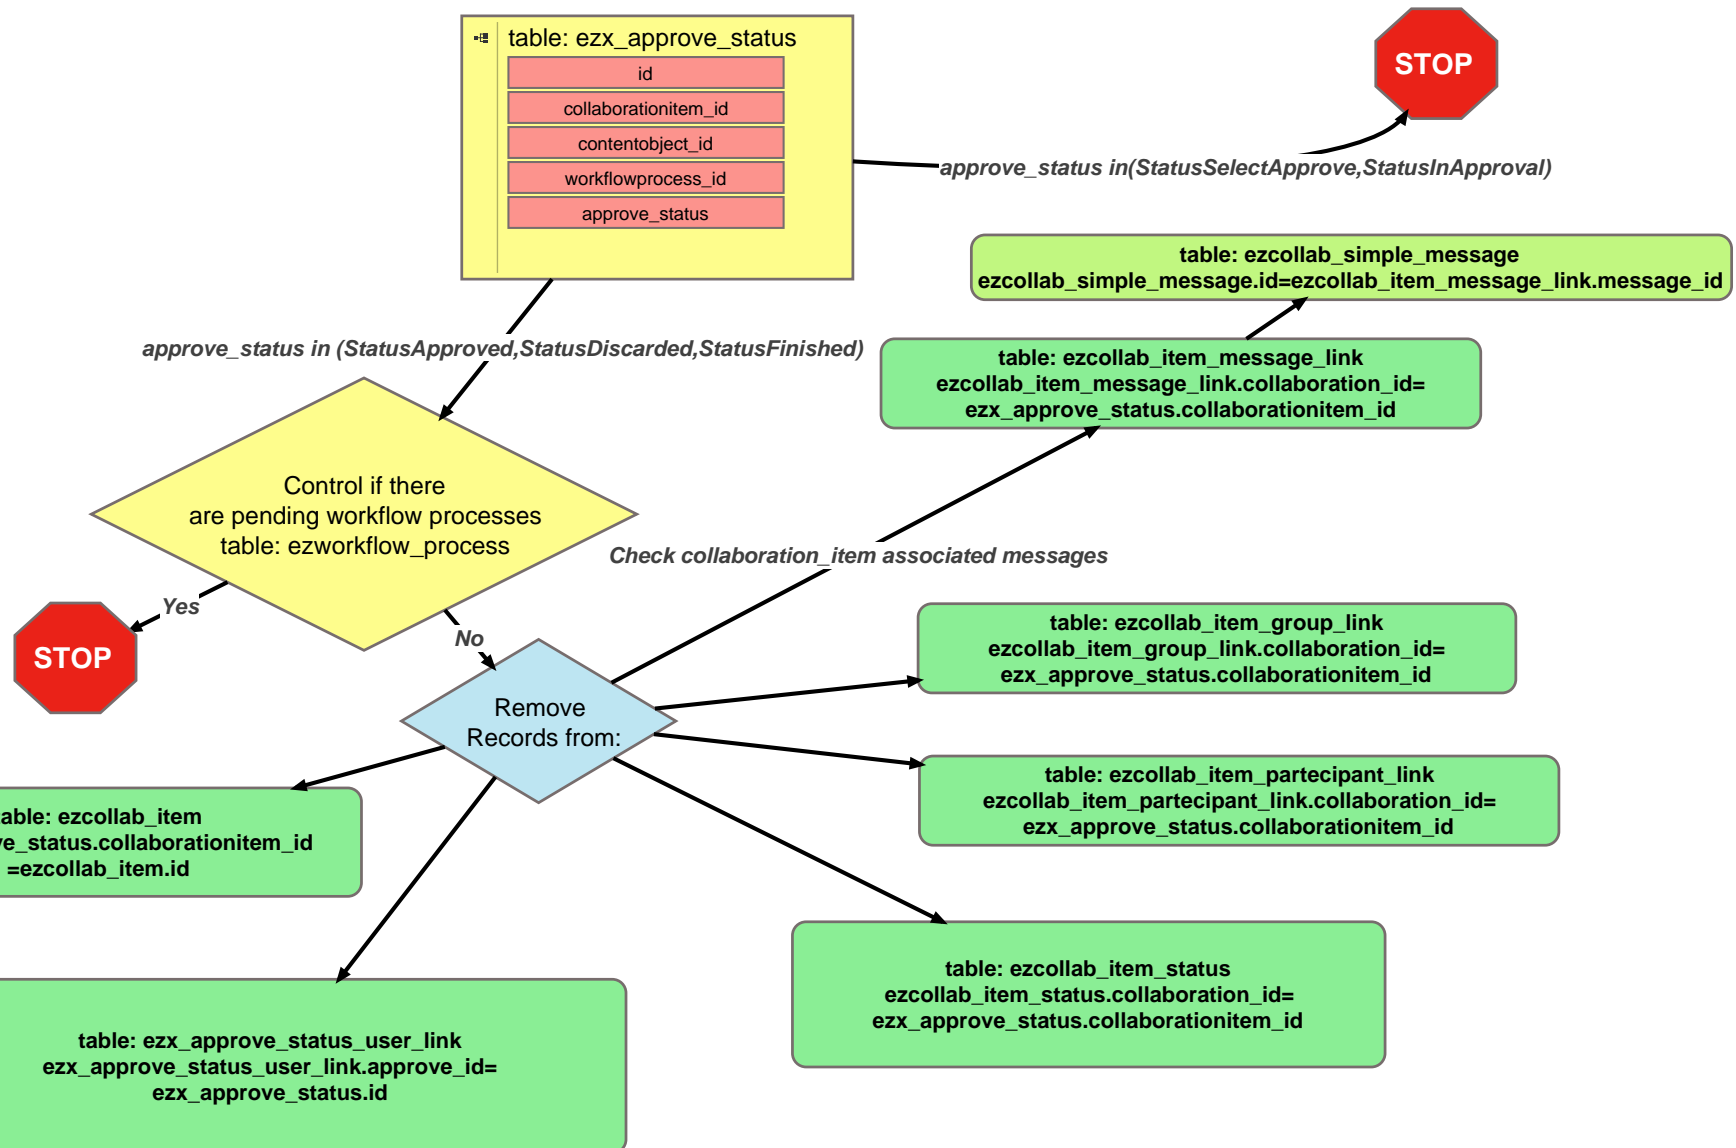 table: ezx_approve_status
id
collaborationitem_id
contentobject_id
workflowprocess_id
approve_status
STOP
approve_status in(StatusSelectApprove,StatusInApproval)
table: ezcollab_simple_message
ezcollab_simple_message.id=ezcollab_item_message_link.message_id
approve_status in (StatusApproved,StatusDiscarded,StatusFinished)
table: ezcollab_item_message_link
ezcollab_item_message_link.collaboration_id=
ezx_approve_status.collaborationitem_id
Control if there
are pending workflow processes
table: ezworkflow_process
Check collaboration_item associated messages
Yes
No
STOP
table: ezcollab_item_group_link
ezcollab_item_group_link.collaboration_id=
ezx_approve_status.collaborationitem_id
Remove
Records from:
table: ezcollab_item_partecipant_link
ezcollab_item_partecipant_link.collaboration_id=
ezx_approve_status.collaborationitem_id
able: ezcollab_item
e_status.collaborationitem_id
=ezcollab_item.id
table: ezcollab_item_status
ezcollab_item_status.collaboration_id=
ezx_approve_status.collaborationitem_id
table: ezx_approve_status_user_link
ezx_approve_status_user_link.approve_id=
ezx_approve_status.id